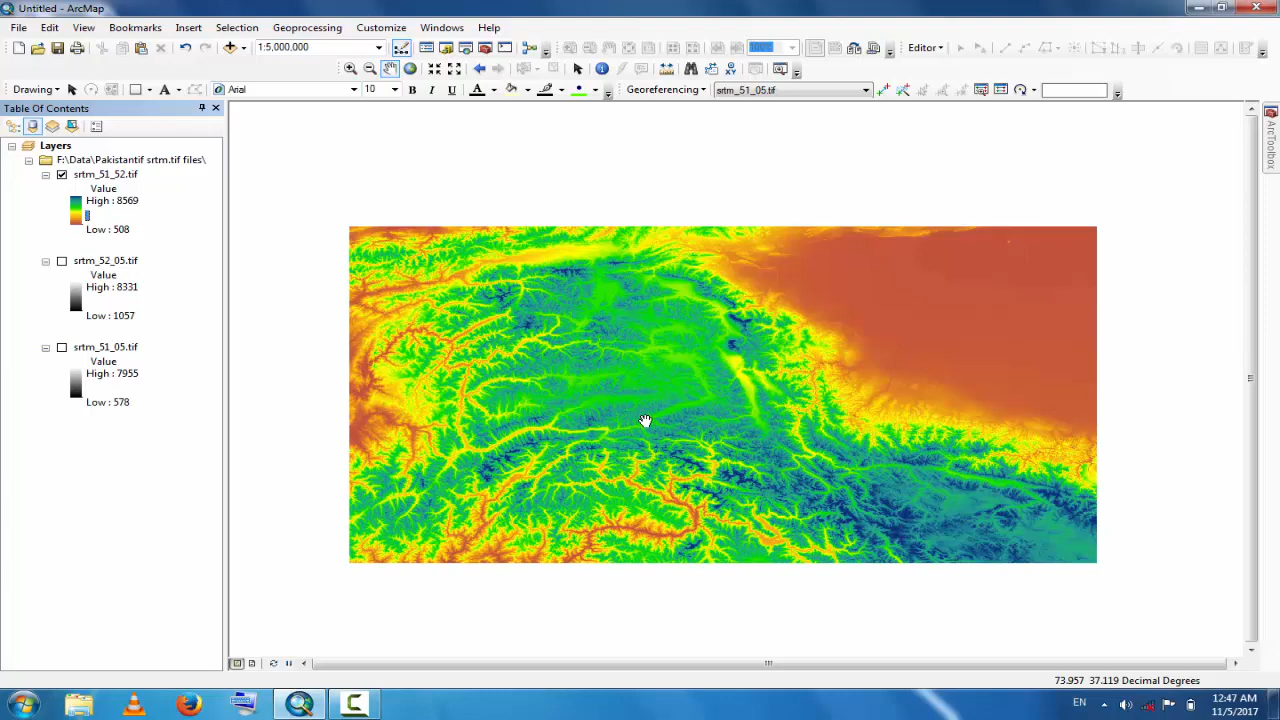 Untitled - ArcMap
File Edit View Bookmarks Insert Selection Geoprocessing Customize Windows Help
1:5,000,000 Editor
Drawing A Arial 10 B I U A Georeferencing srtm_51_05.tif
Table Of Contents
Layers
F:\Data\Pakistantif srtm.tif files\
srtm_51_52.tif
Value
High : 8569
Low : 508
srtm_52_05.tif
Value
High : 8331
Low : 1057
srtm_51_05.tif
Value
High : 7955
Low : 578
ArcToolbox
73.957 37.119 Decimal Degrees
EN
12:47 AM
11/5/2017